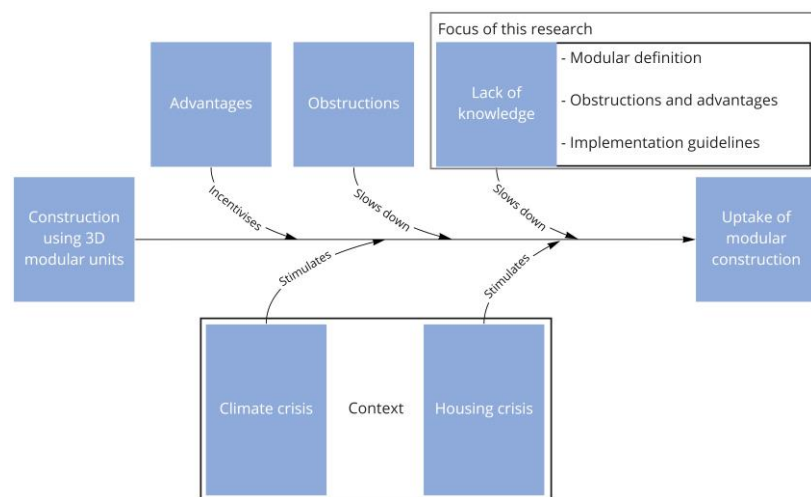 Focus of this research
Advantages
Obstructions
Lack of
knowledge
- Modular definition
- Obstructions and advantages
- Implementation guidelines
Incentivises
Slows down
Slows down
Construction
using 3D
modular units
Uptake of
modular
construction
Stimulates
Stimulates
Climate crisis
Context
Housing crisis